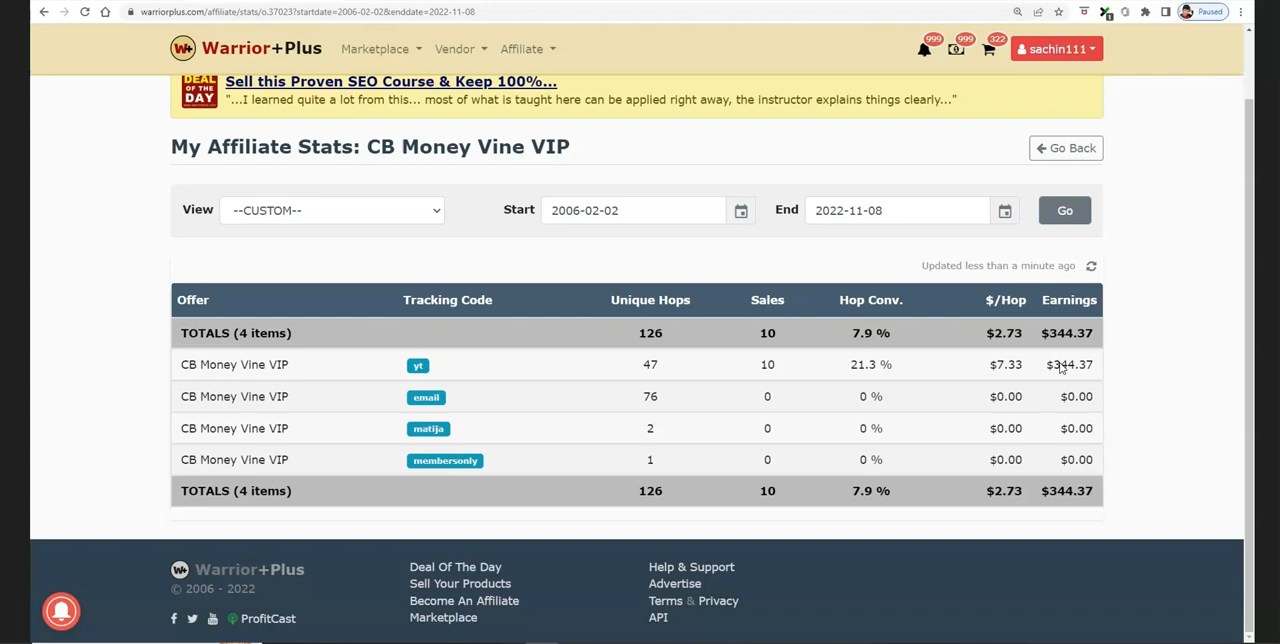 warriorplus.com/affiliate/stats/o.37023?startdate=2006-02-02&enddate=2022-11-08
Paused
W+ Warrior+Plus Marketplace Vendor Affiliate 999 999 322 sachin111
DEAL OF THE DAY
Sell this Proven SEO Course & Keep 100%...
"...I learned quite a lot from this... most of what is taught here can be applied right away, the instructor explains things clearly..."
My Affiliate Stats: CB Money Vine VIP
Go Back
View --CUSTOM-- Start 2006-02-02 End 2022-11-08 Go
Updated less than a minute ago
Offer Tracking Code Unique Hops Sales Hop Conv. $/Hop Earnings
TOTALS (4 items) 126 10 7.9 % $2.73 $344.37
CB Money Vine VIP yt 47 10 21.3 % $7.33 $344.37
CB Money Vine VIP email 76 0 0 % $0.00 $0.00
CB Money Vine VIP matija 2 0 0 % $0.00 $0.00
CB Money Vine VIP membersonly 1 0 0 % $0.00 $0.00
TOTALS (4 items) 126 10 7.9 % $2.73 $344.37
W+ Warrior+Plus
© 2006 - 2022
ProfitCast
Deal Of The Day
Sell Your Products
Become An Affiliate
Marketplace
Help & Support
Advertise
Terms & Privacy
API